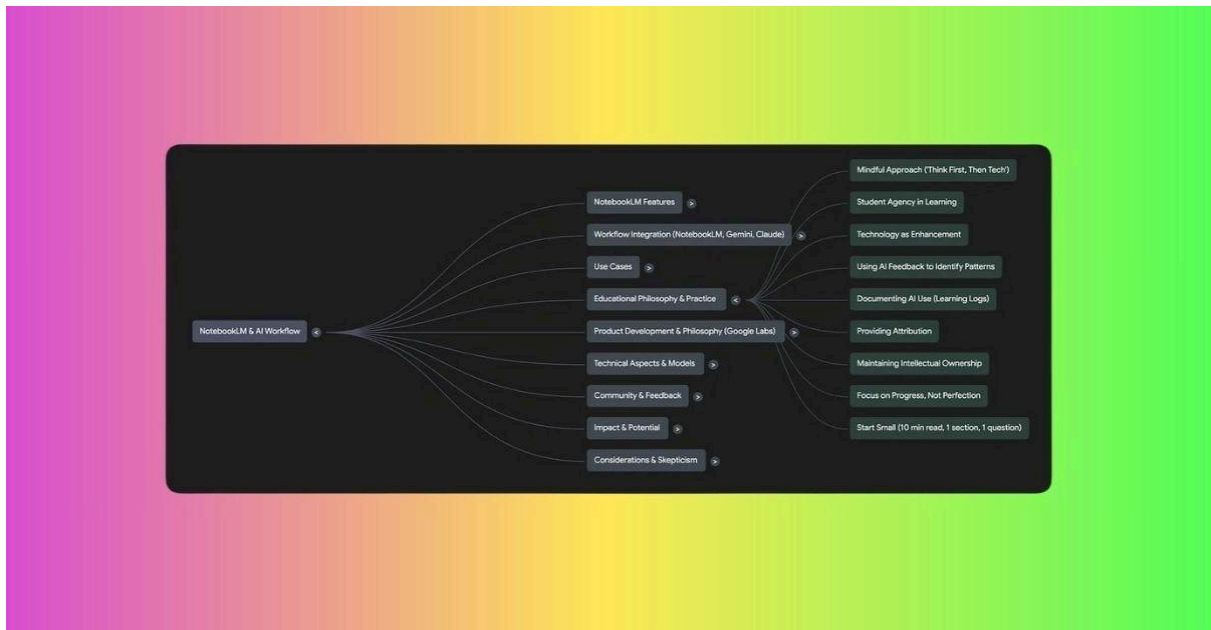 NotebookLM & AI Workflow
NotebookLM Features
Workflow Integration (NotebookLM, Gemini, Claude)
Use Cases
Educational Philosophy & Practice
Product Development & Philosophy (Google Labs)
Technical Aspects & Models
Community & Feedback
Impact & Potential
Considerations & Skepticism
Mindful Approach ('Think First, Then Tech')
Student Agency in Learning
Technology as Enhancement
Using AI Feedback to Identify Patterns
Documenting AI Use (Learning Logs)
Providing Attribution
Maintaining Intellectual Ownership
Focus on Progress, Not Perfection
Start Small (10 min read, 1 section, 1 question)